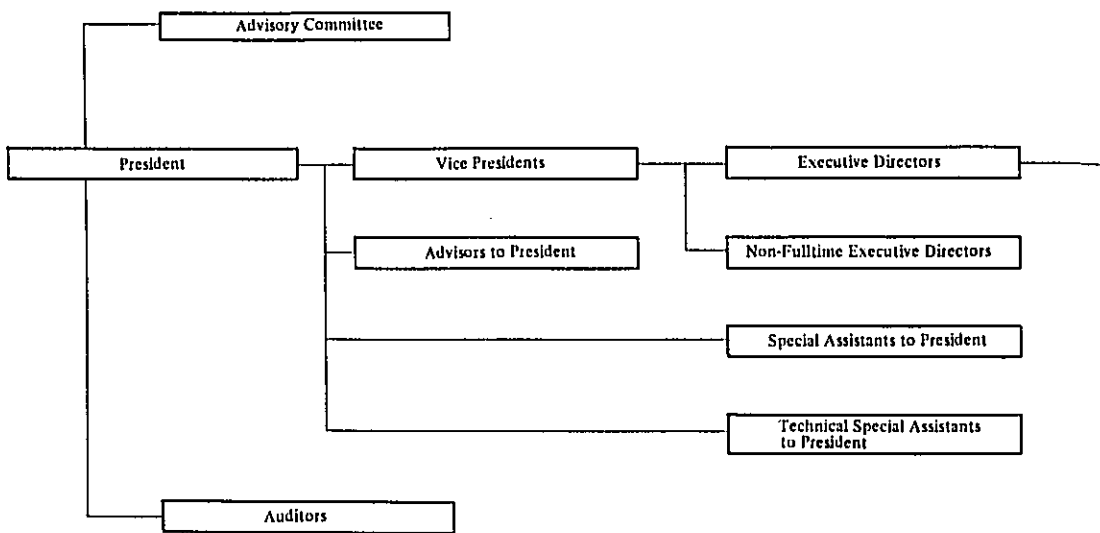 Advisory Committee
President
Vice Presidents
Executive Directors
Advisors to President
Non-Fulltime Executive Directors
Special Assistants to President
Technical Special Assistants
to President
Auditors